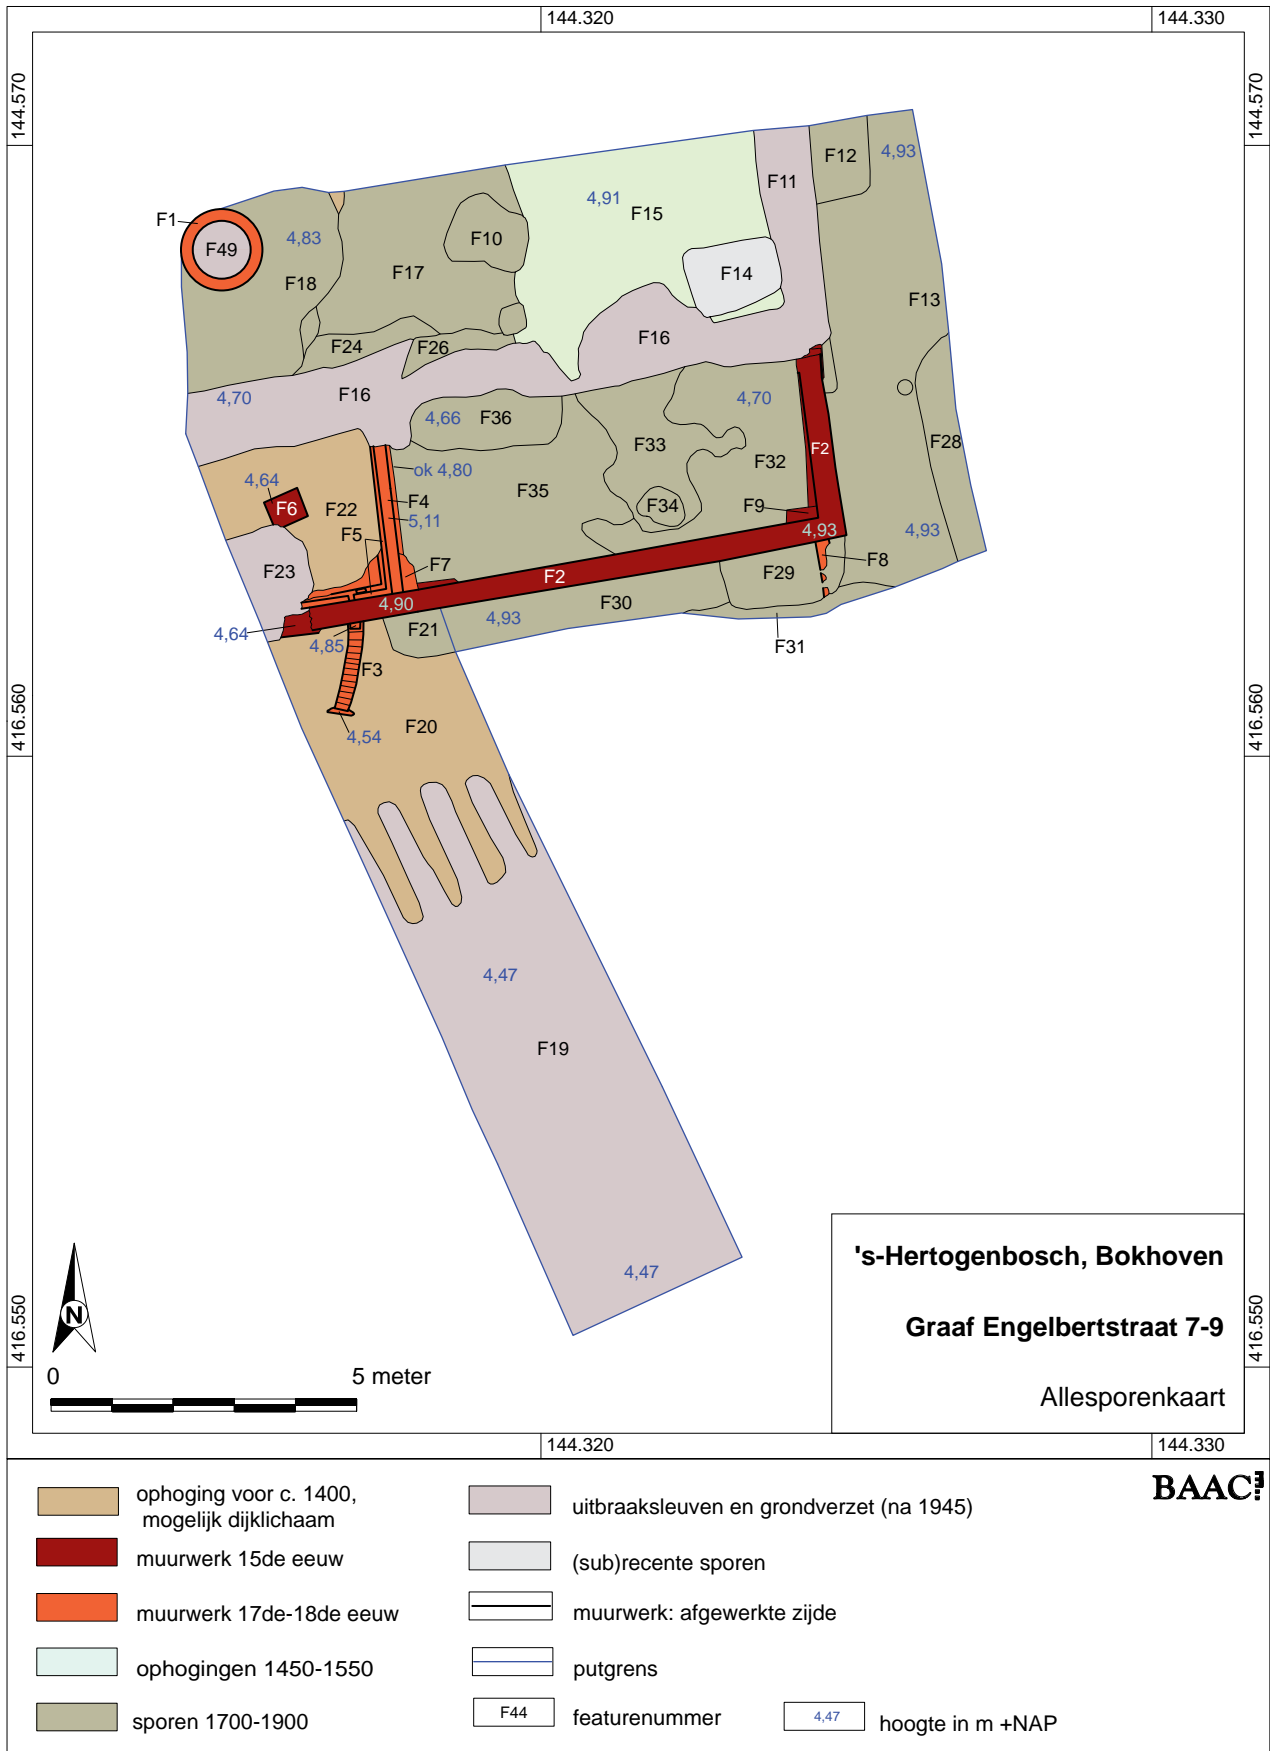 144.320
144.330
144.570
144.570
F12
4,93
F11
4,91
F15
F1
F49
4,83
F10
F14
F17
F18
F13
F16
F24
F26
F16
4,70
4,66
F36
4,70
F33
F28
F2
F32
ok 4,80
4,64
F35
F4
F6
F22
F34
F9
5,11
F5
4,93
4,93
F7
F8
F23
F2
F29
4,90
F30
4,93
4,64
F21
4,85
F31
F3
F20
4,54
416.560
416.560
4,47
F19
4,47
N
416.550
416.550
0
5 meter
's-Hertogenbosch, Bokhoven
Graaf Engelbertstraat 7-9
Allesporenkaart
144.320
144.330
BAAC
ophoging voor c. 1400,
mogelijk dijklichaam
muurwerk 15de eeuw
muurwerk 17de-18de eeuw
ophogingen 1450-1550
sporen 1700-1900
uitbraaksleuven en grondverzet (na 1945)
(sub)recente sporen
muurwerk: afgewerkte zijde
putgrens
F44
featurenummer
4,47
hoogte in m +NAP